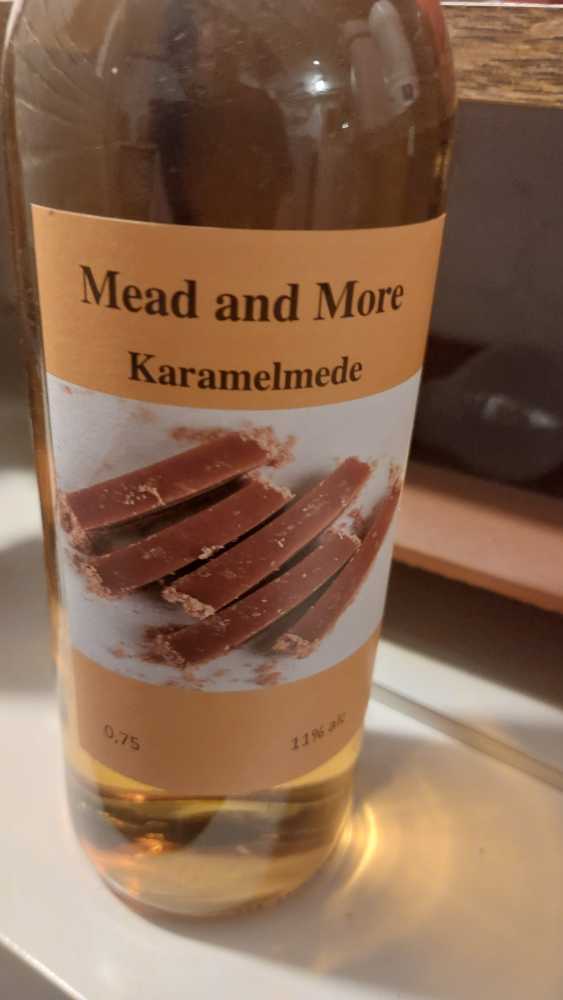 Mead and More
Karamelmede
0,75
11% alc